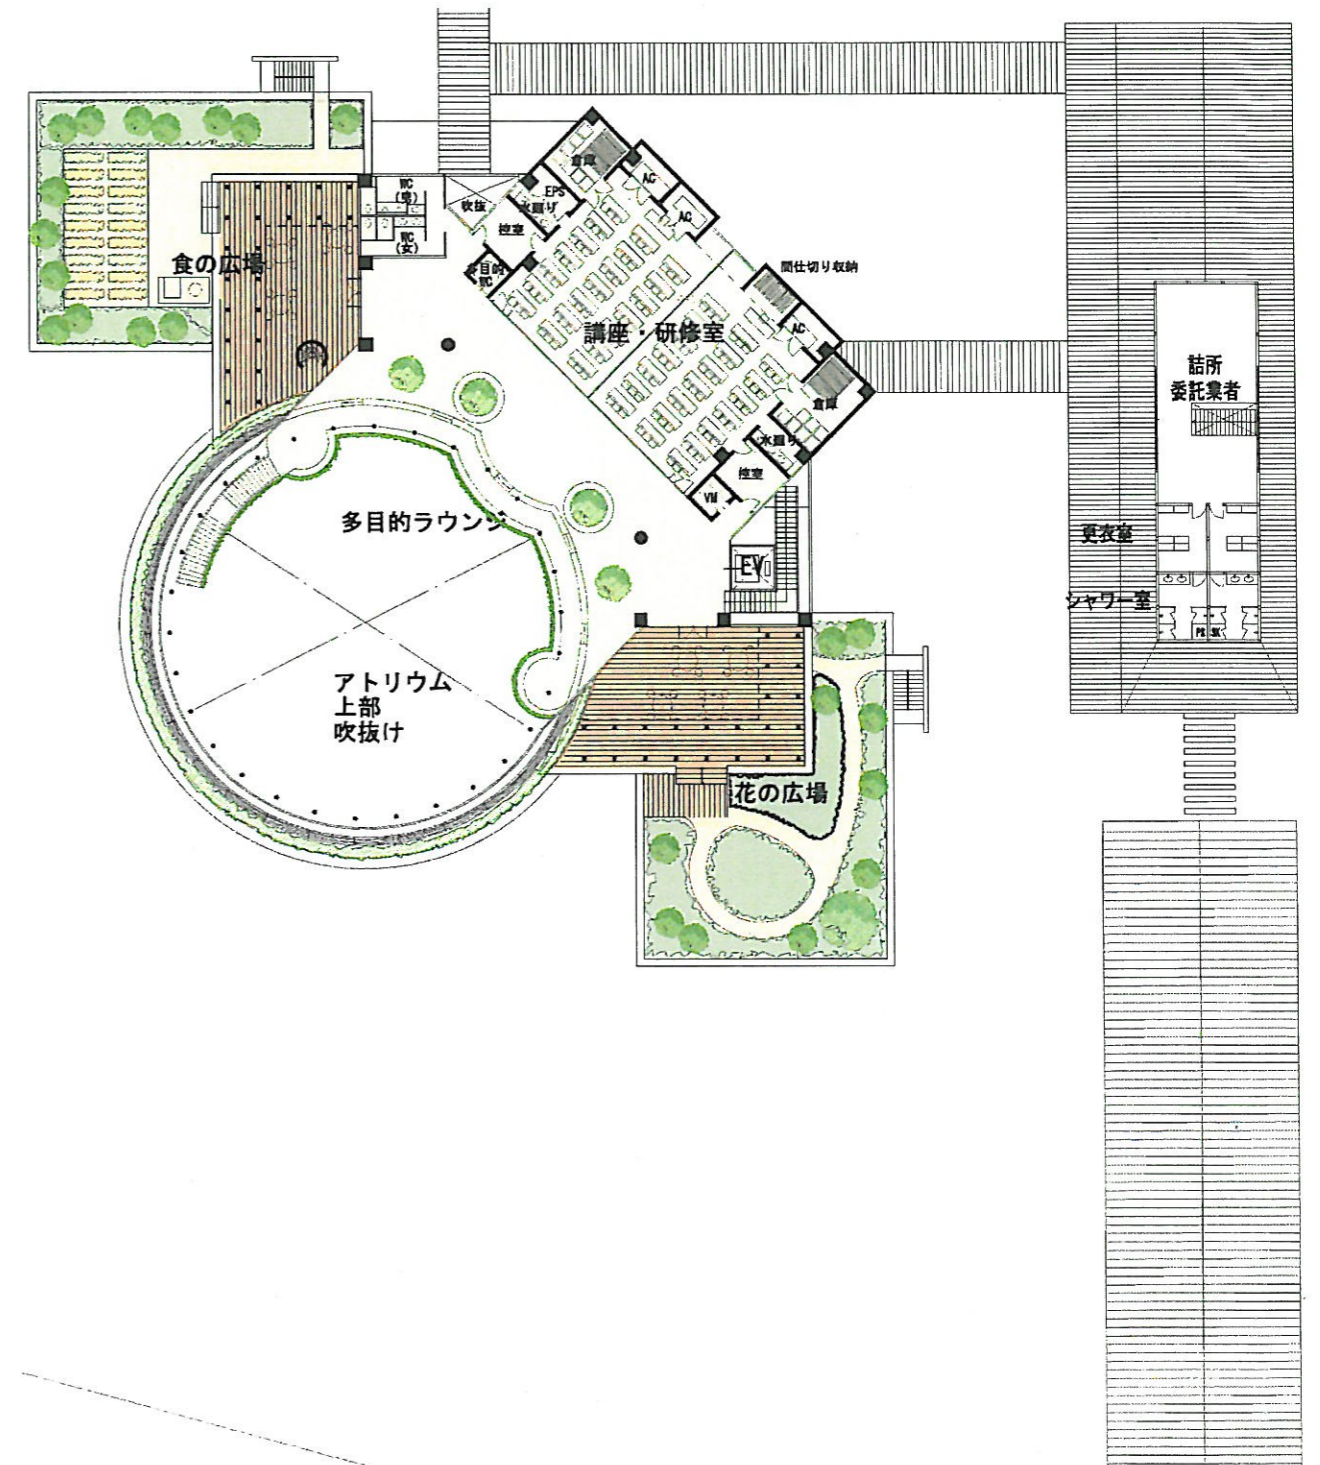 倉庫
AC
WC
(男)
EPS
吹抜
水廻り
AC
控室
WC
(女)
食の広場
多目的
WC
間仕切り収納
講座・研修室
AC
詰所
委託業者
倉庫
水廻り
控室
VM
多目的ラウンジ
更衣室
EV
シャワー室
PS
SK
アトリウム
上部
吹抜け
花の広場